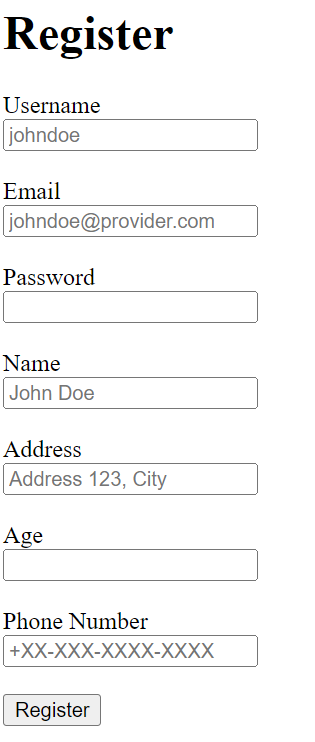 Register
Username
johndoe
Email
johndoe@provider.com
Password
Name
John Doe
Address
Address 123, City
Age
Phone Number
+XX-XXX-XXXX-XXXX
Register